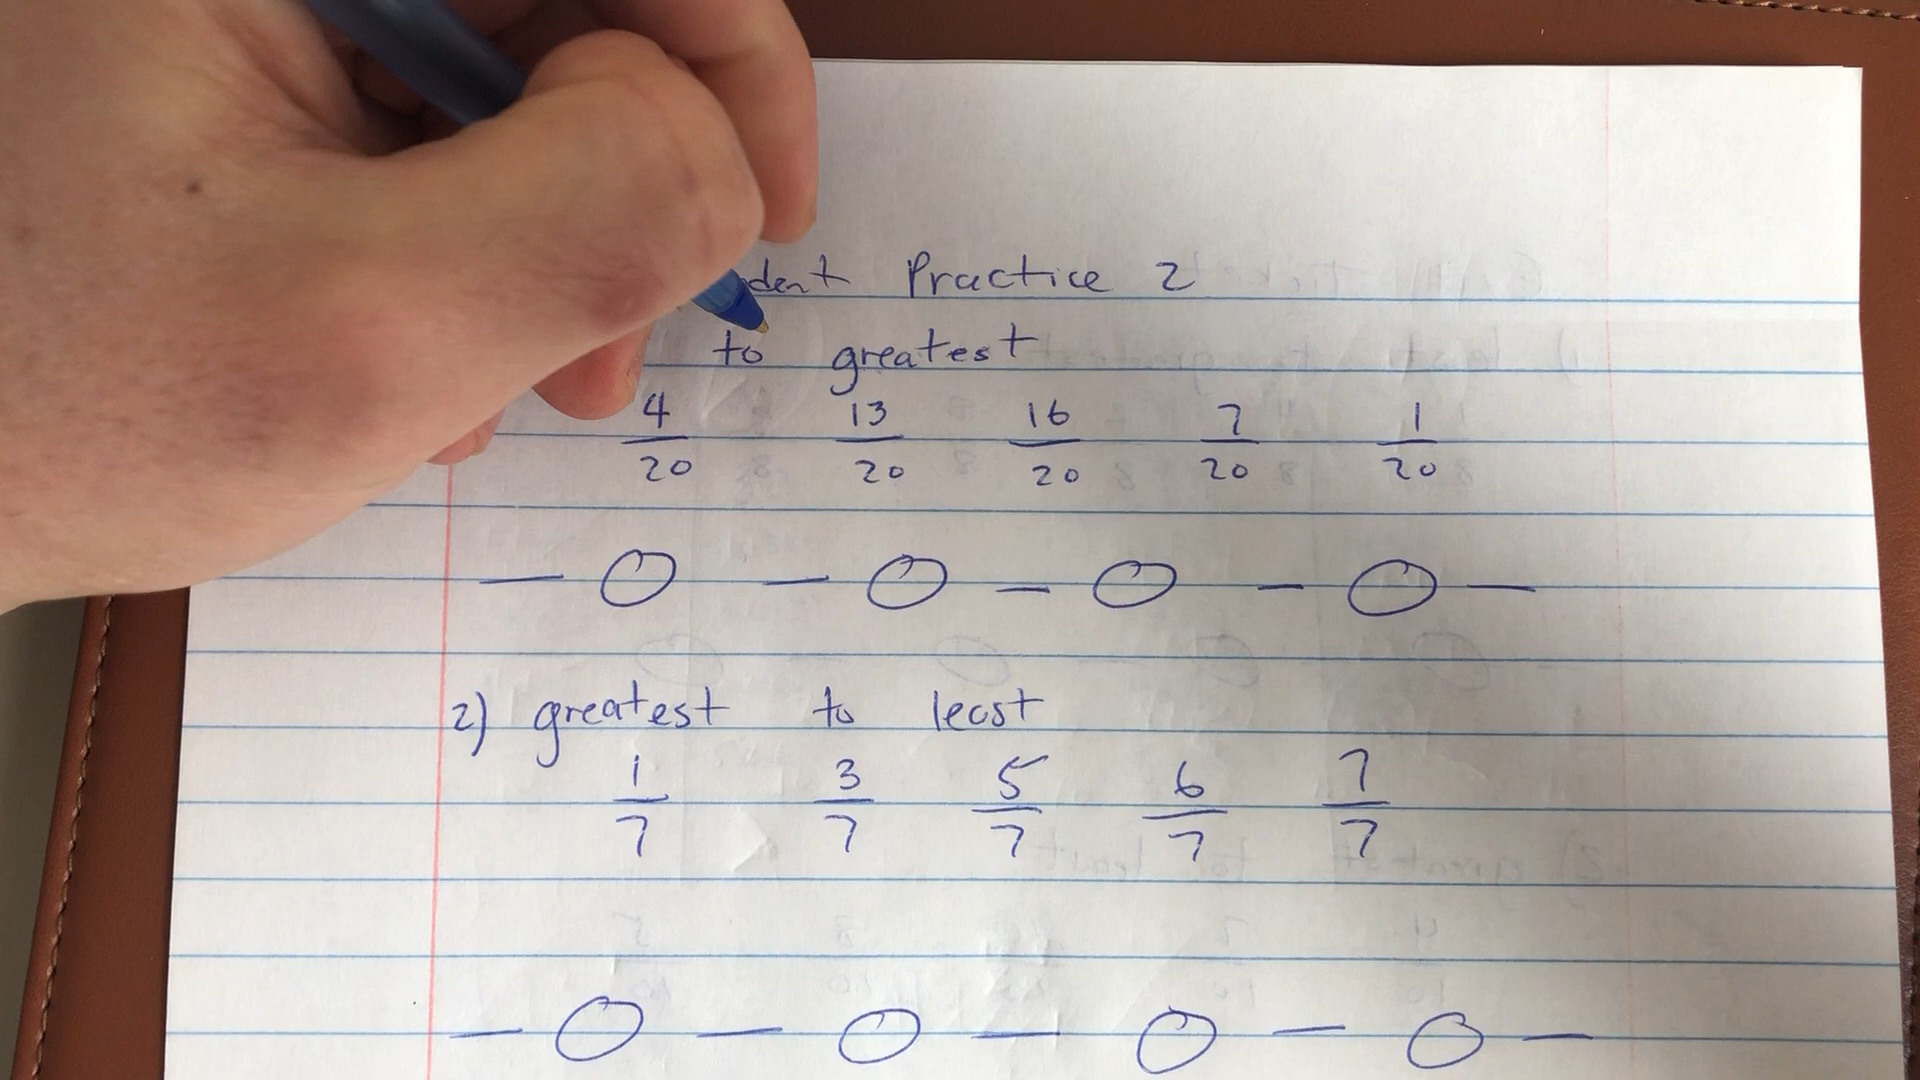 dent Practice 2
to greatest
4/20 13/20 16/20 7/20 1/20
2) greatest to least
1/7 3/7 5/7 6/7 7/7